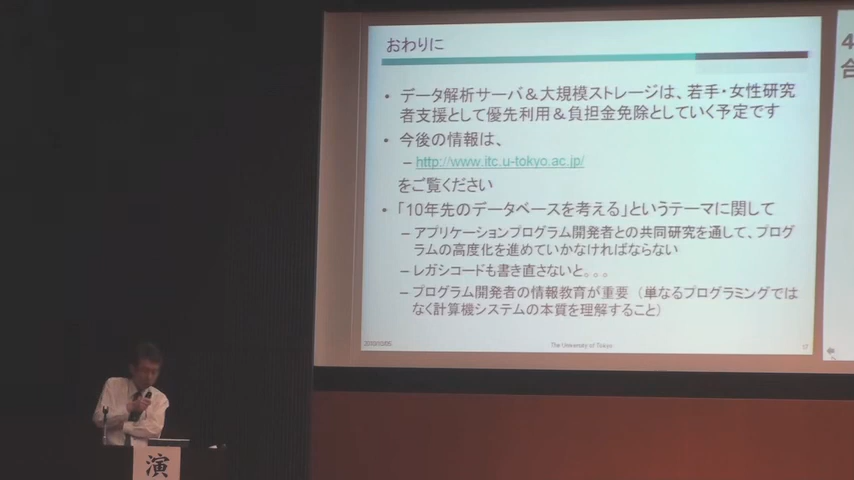 おわりに
・ データ解析サーバ＆大規模ストレージは、若手・女性研究
者支援として優先利用＆負担金免除としていく予定です
・ 今後の情報は、
– http://www.itc.u-tokyo.ac.jp/
をご覧ください
・ 「10年先のデータベースを考える」というテーマに関して
– アプリケーションプログラム開発者との共同研究を通して、プログ
ラムの高度化を進めていかなければならない
– レガシコードも書き直さないと。。。
– プログラム開発者の情報教育が重要（単なるプログラミングでは
なく計算機システムの本質を理解すること）
The University of Tokyo
4
合
演